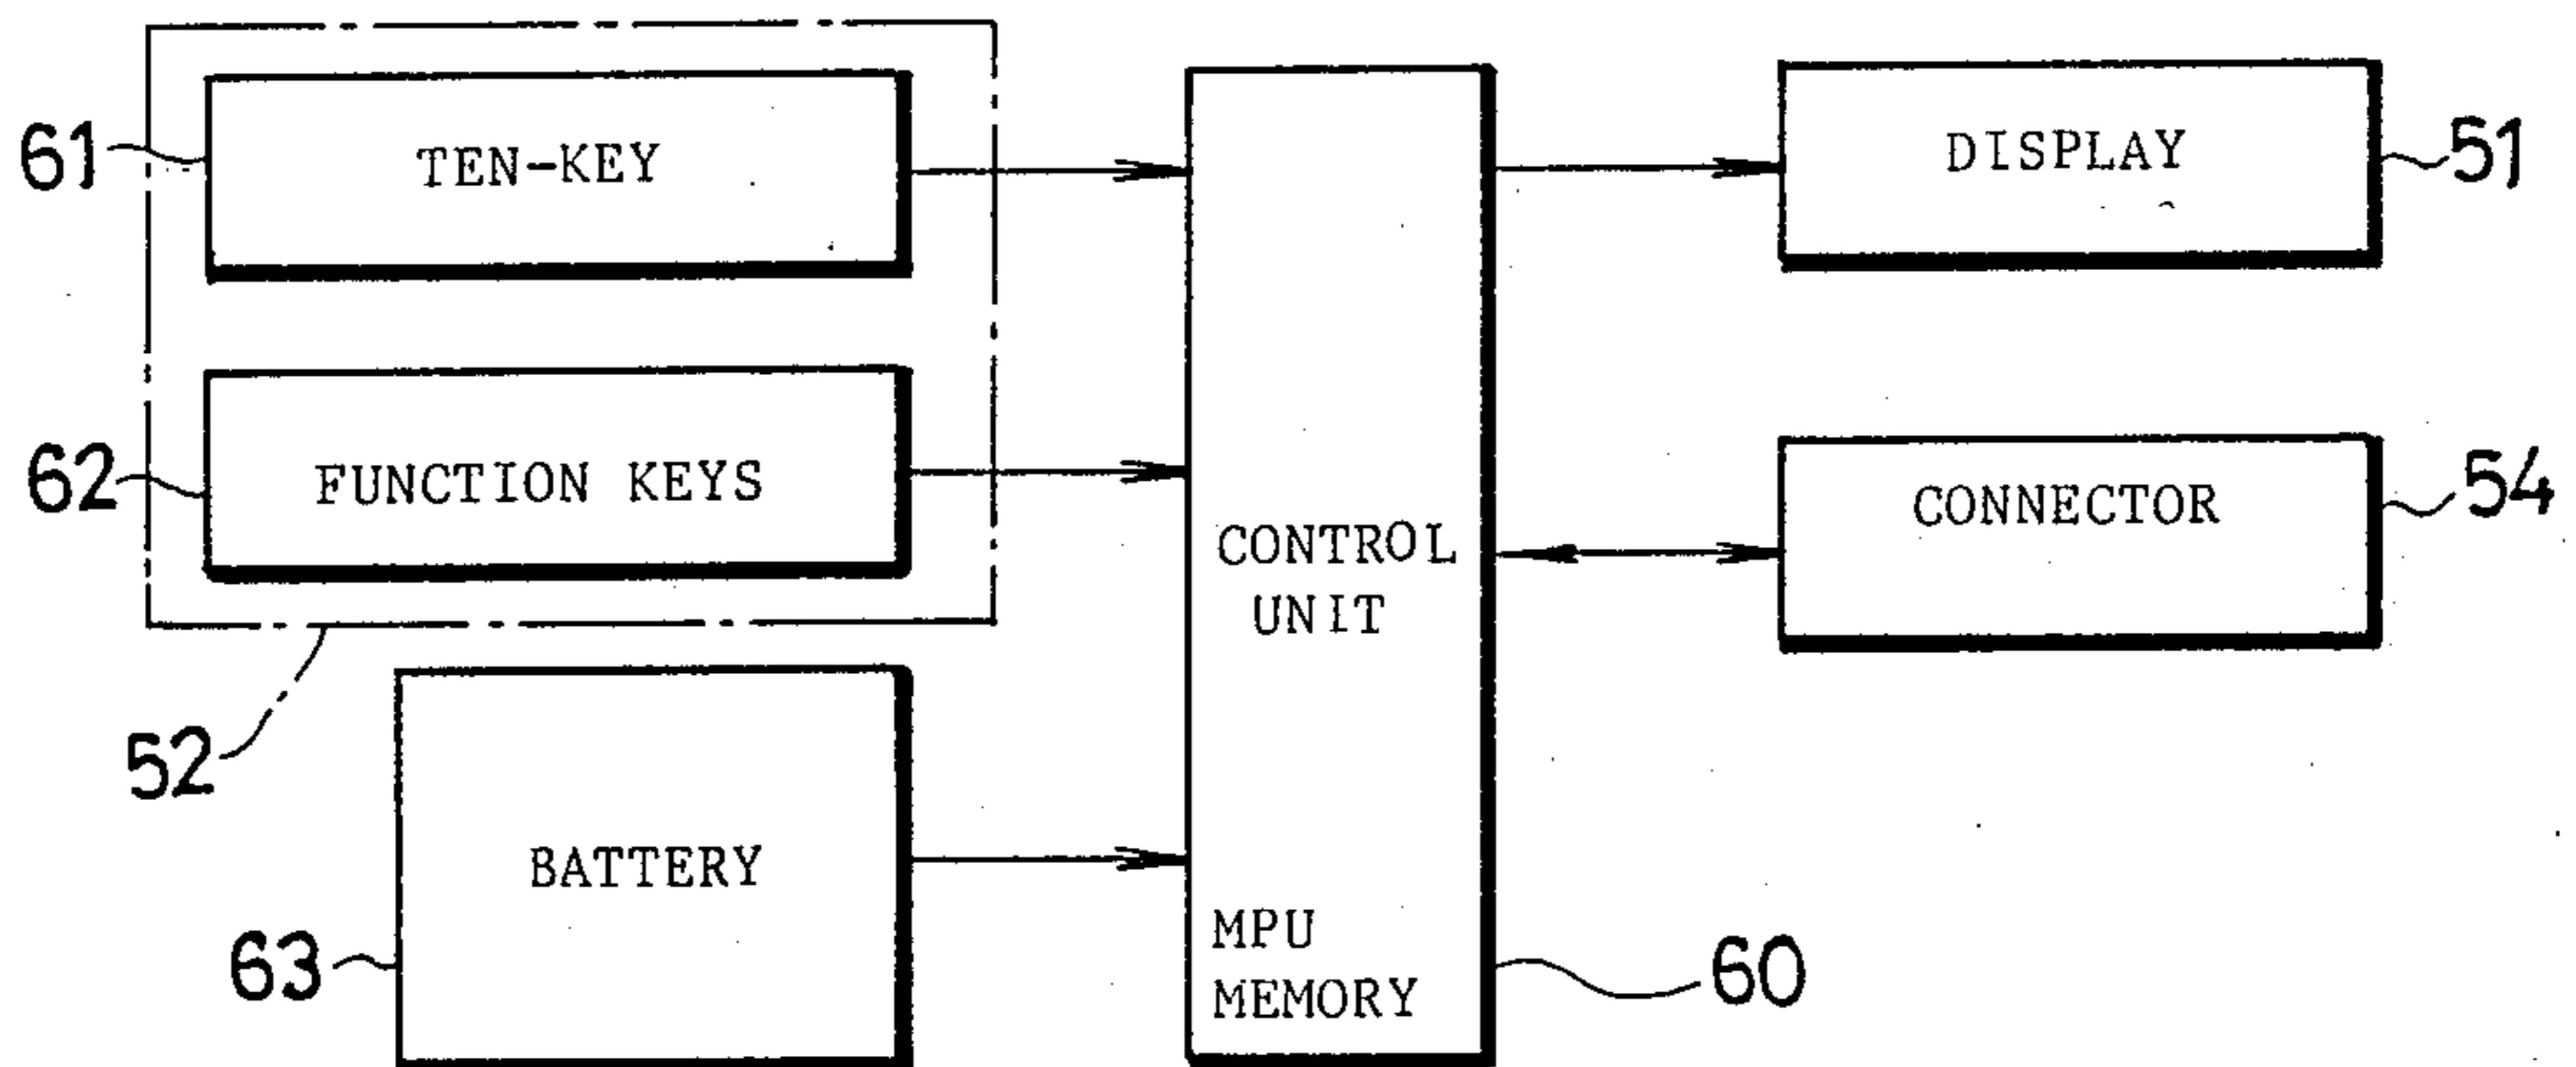 61
TEN-KEY
62
FUNCTION KEYS
52
BATTERY
63
CONTROL
UNIT
MPU
MEMORY
60
DISPLAY
51
CONNECTOR
54